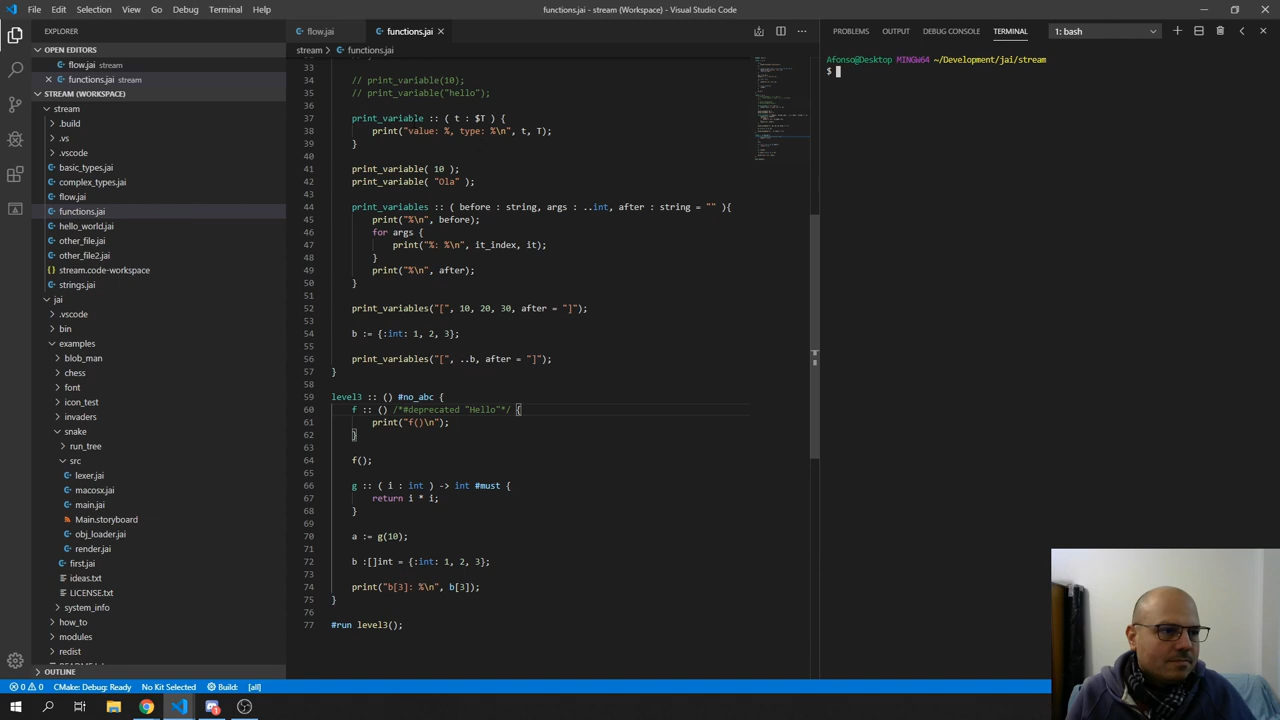 File Edit Selection View Go Debug Terminal Help
functions.jai - stream (Workspace) - Visual Studio Code
EXPLORER
OPEN EDITORS
flow.jai stream
functions.jai stream
STREAM (WORKSPACE)
stream
.build
.vs
.vscode
basic_types.jai
complex_types.jai
flow.jai
functions.jai
hello_world.jai
other_file.jai
other_file2.jai
stream.code-workspace
strings.jai
jai
.vscode
bin
examples
blob_man
chess
font
icon_test
invaders
snake
run_tree
src
lexer.jai
macosx.jai
main.jai
Main.storyboard
obj_loader.jai
render.jai
first.jai
ideas.txt
LICENSE.txt
system_info
how_to
modules
redist
OUTLINE
flow.jai functions.jai
stream > functions.jai
33
34 // print_variable(10);
35 // print_variable("hello");
36
37 print_variable :: ( t : $T ) {
38 print("value: %, type: %\n", t, T);
39 }
40
41 print_variable( 10 );
42 print_variable( "Ola" );
43
44 print_variables :: ( before : string, args : ..int, after : string = "" ){
45 print("%\n", before);
46 for args {
47 print("%: %\n", it_index, it);
48 }
49 print("%\n", after);
50 }
51
52 print_variables("[", 10, 20, 30, after = "]");
53
54 b := {:int: 1, 2, 3};
55
56 print_variables("[", ..b, after = "]");
57 }
58
59 level3 :: () #no_abc {
60 f :: () /*#deprecated "Hello"*/ {
61 print("f()\n");
62 }
63
64 f();
65
66 g :: ( i : int ) -> int #must {
67 return i * i;
68 }
69
70 a := g(10);
71
72 b :[]int = {:int: 1, 2, 3};
73
74 print("b[3]: %\n", b[3]);
75 }
76
77 #run level3();
PROBLEMS OUTPUT DEBUG CONSOLE TERMINAL
1: bash
Afonso@Desktop MINGW64 ~/Development/jai/stream
$
0 0 CMake: Debug: Ready No Kit Selected Build: [all]